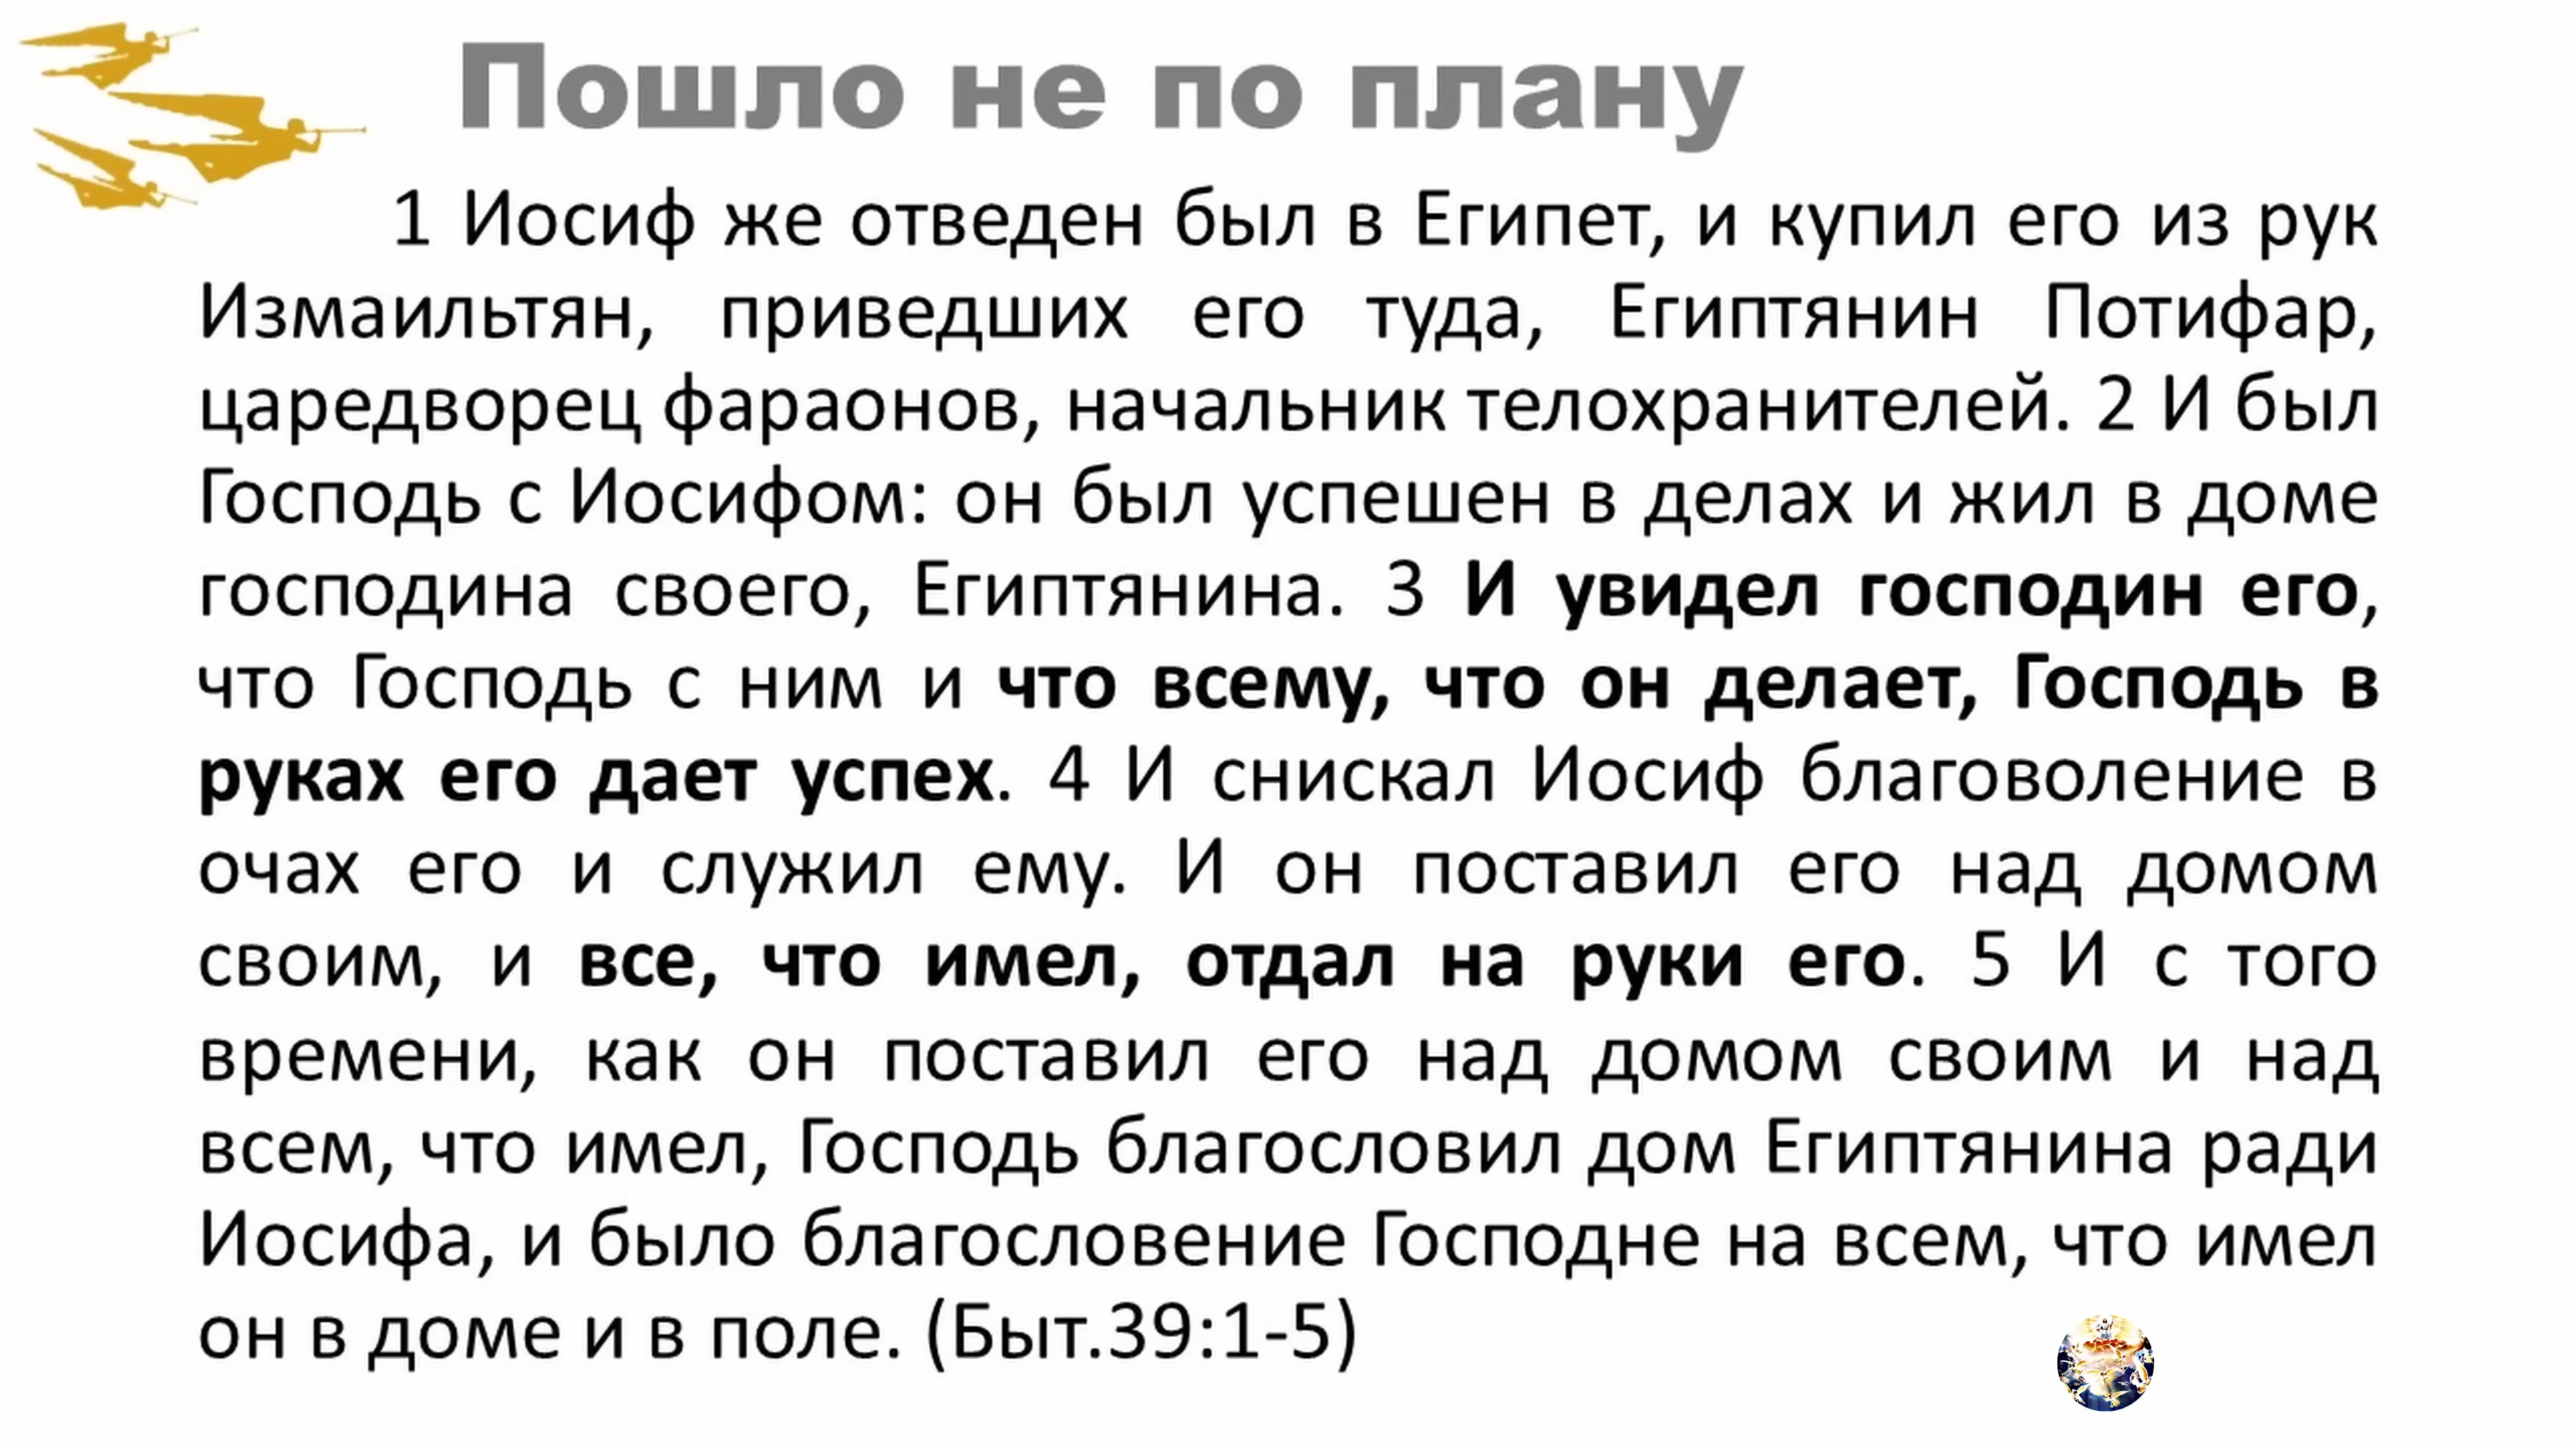 Пошло не по плану
1 Иосиф же отведен был в Египет, и купил его из рук
Измаильтян, приведших его туда, Египтянин Потифар,
царедворец фараонов, начальник телохранителей. 2 И был
Господь с Иосифом: он был успешен в делах и жил в доме
господина своего, Египтянина. 3 И увидел господин его,
что Господь с ним и что всему, что он делает, Господь в
руках его дает успех. 4 И снискал Иосиф благоволение в
очах его и служил ему. И он поставил его над домом
своим, и все, что имел, отдал на руки его. 5 И с того
времени, как он поставил его над домом своим и над
всем, что имел, Господь благословил дом Египтянина ради
Иосифа, и было благословение Господне на всем, что имел
он в доме и в поле. (Быт.39:1-5)